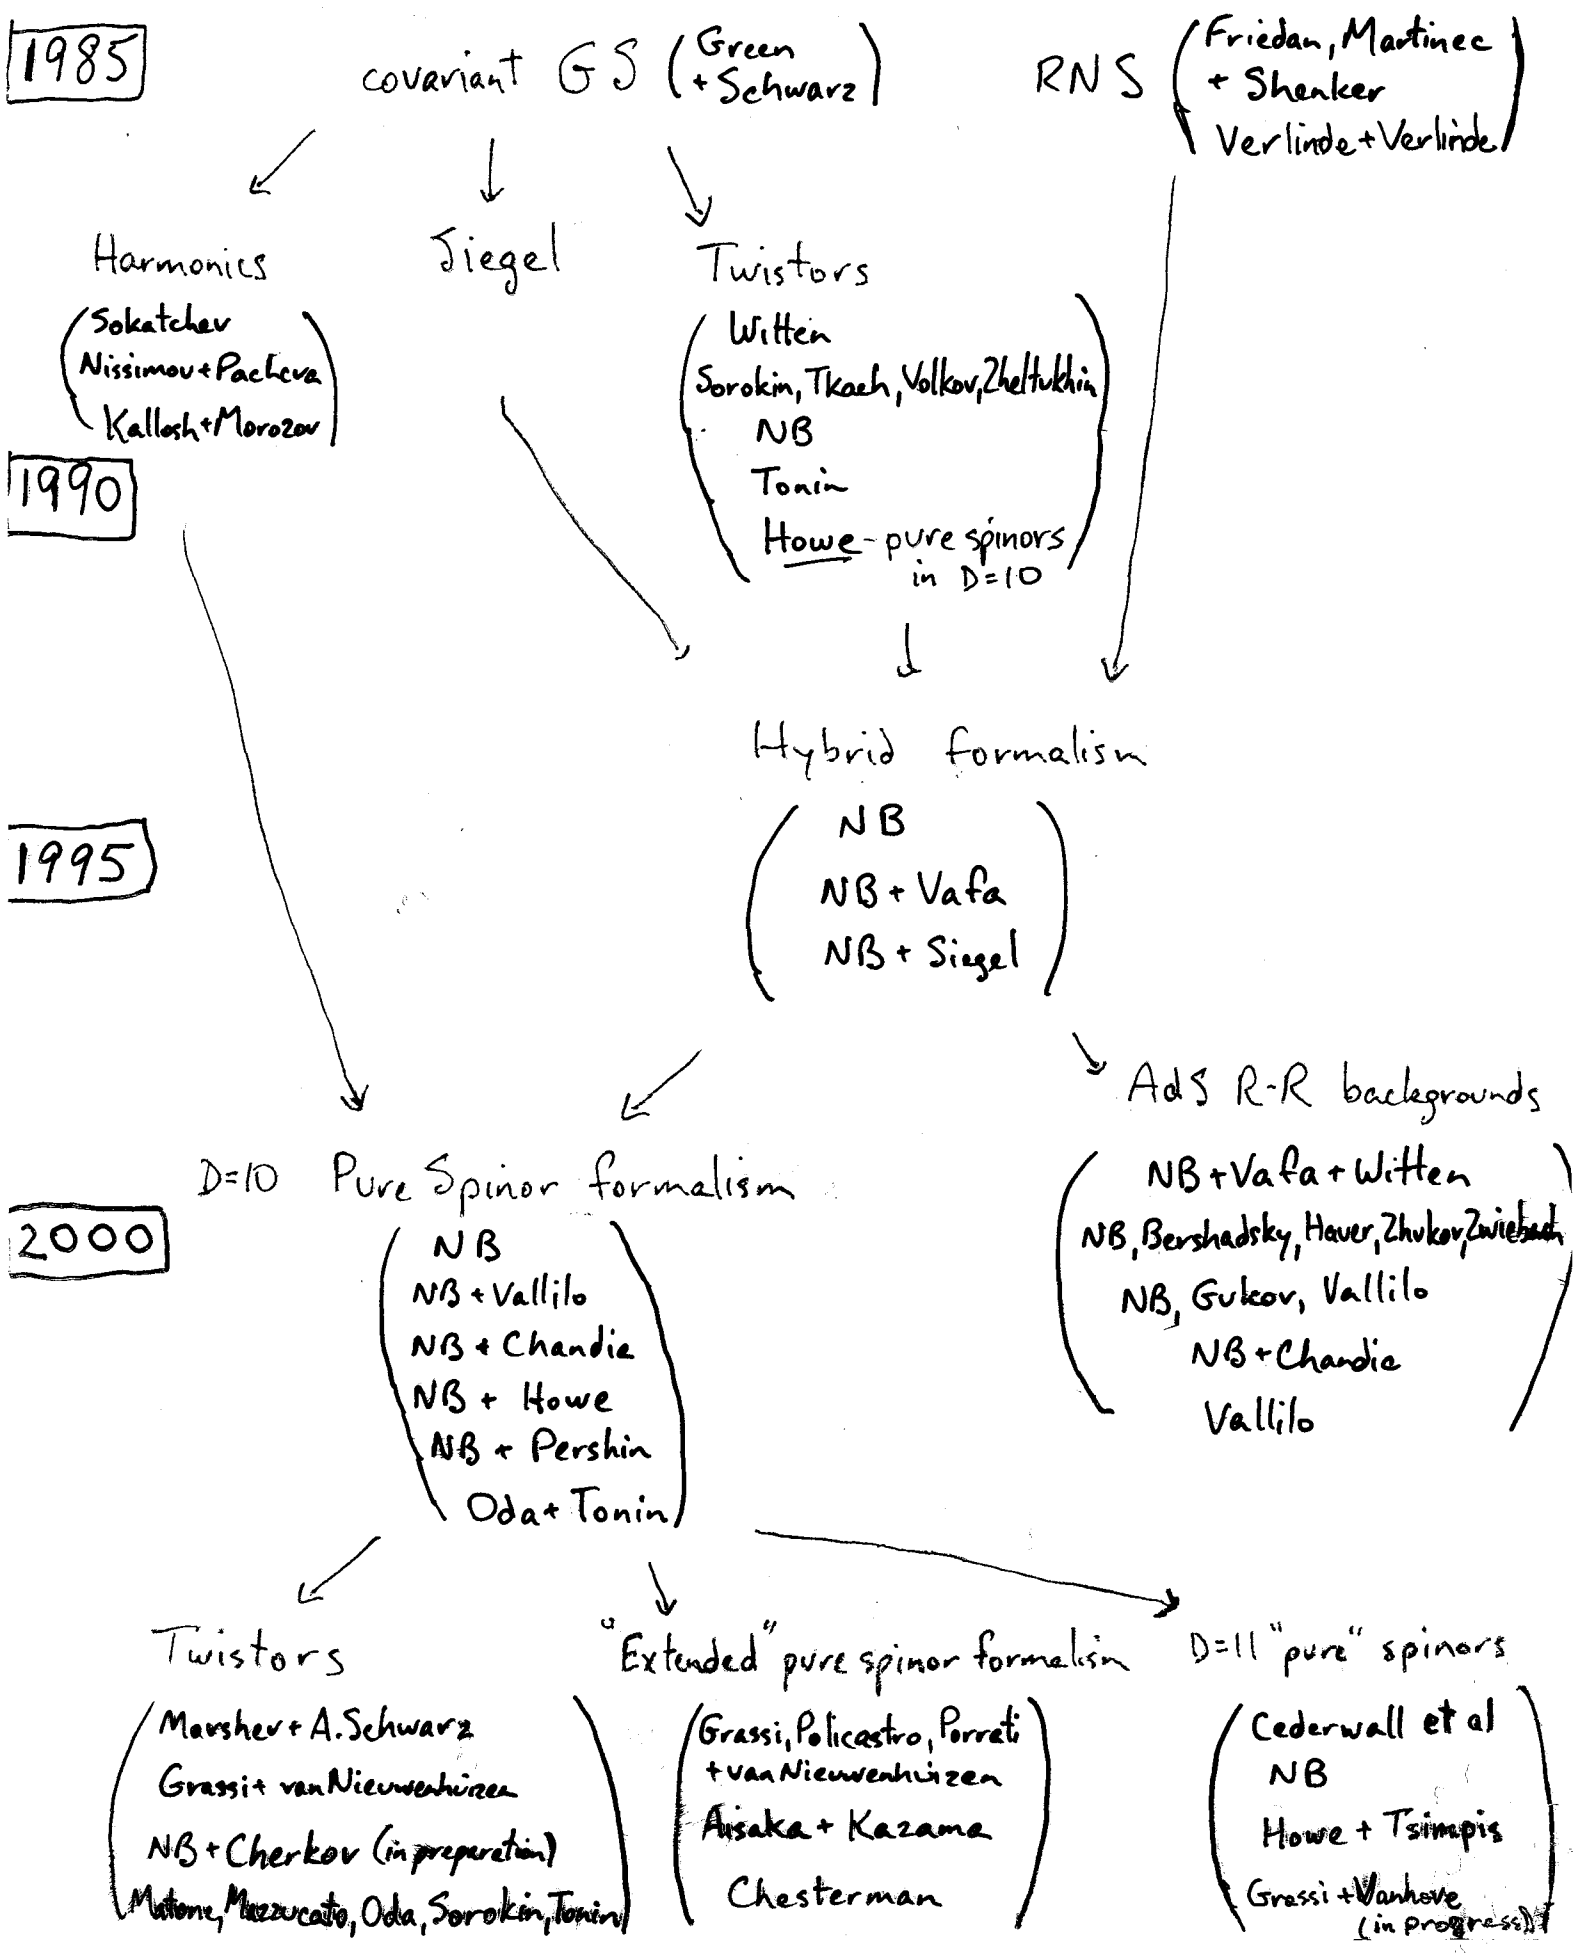 1985
covariant GS (Green
+ Schwarz)
RNS (Friedan, Martinec
+ Shenker
Verlinde + Verlinde)
Harmonics
(Sokatchev
Nissimov + Pacheva
Kallosh + Morozov)
Siegel
Twistors
(Witten
Sorokin, Tkach, Volkov, Zheltukhin
NB
Tonin
Howe - pure spinors
in D=10)
1990
Hybrid formalism
(NB
NB + Vafa
NB + Siegel)
1995
AdS R-R backgrounds
(NB + Vafa + Witten
NB, Bershadsky, Hauer, Zhukov, Zwiebach
NB, Gukov, Vallilo
NB + Chandia
Vallilo)
D=10 Pure Spinor formalism
2000
(NB
NB + Vallilo
NB + Chandia
NB + Howe
NB + Pershin
Oda + Tonin)
Twistors
(Marshev + A. Schwarz
Grassi + van Nieuwenhuizen
NB + Cherkov (in preparation)
Matone, Mazzucato, Oda, Sorokin, Tonin)
"Extended" pure spinor formalism
(Grassi, Policastro, Porrati
+ van Nieuwenhuizen
Aisaka + Kazama
Chesterman)
D=11 "pure" spinors
(Cederwall et al
NB
Howe + Tsimpis
Grassi + Vanhove
(in progress))